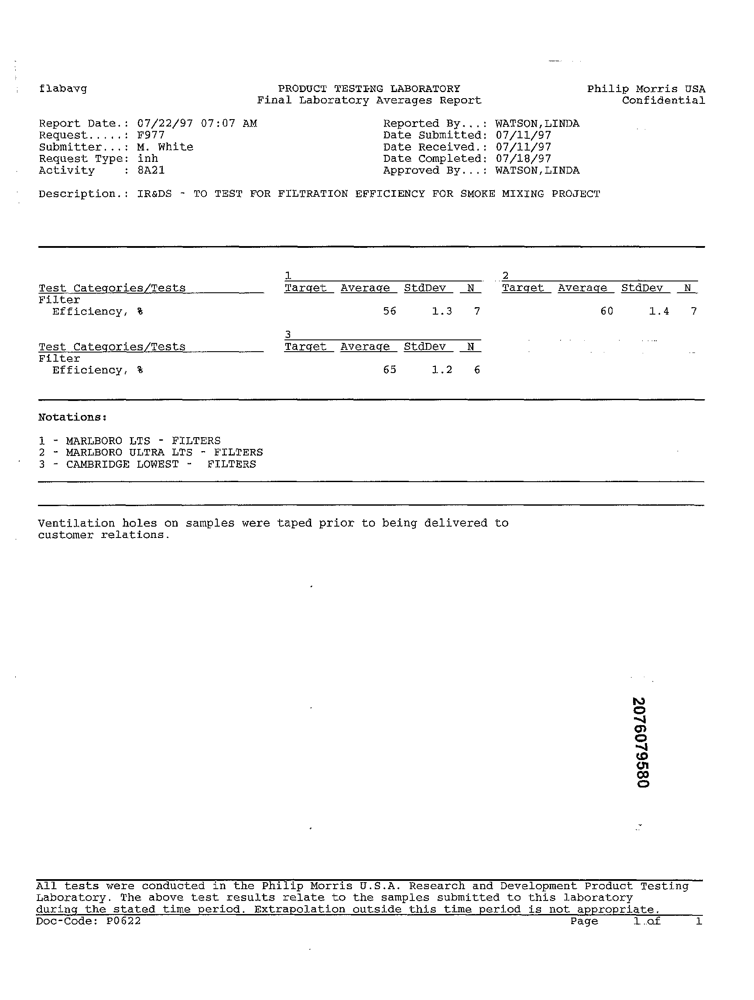 flabavg PRODUCT TESTING LABORATORY Philip Morris USA
Final Laboratory Averages Report Confidential
Report Date.: 07/22/97 07:07 AM Reported By...: WATSON,LINDA
Request.....: F977 Date Submitted: 07/11/97
Submitter...: M. White Date Received.: 07/11/97
Request Type: inh Date Completed: 07/18/97
Activity : 8A21 Approved By...: WATSON,LINDA
Description.: IR&DS - TO TEST FOR FILTRATION EFFICIENCY FOR SMOKE MIXING PROJECT
1 2
Test Categories/Tests Target Average StdDev N Target Average StdDev N
Filter
Efficiency, % 56 1.3 7 60 1.4 7
3
Test Categories/Tests Target Average StdDev N
Filter
Efficiency, % 65 1.2 6
Notations:
1 - MARLBORO LTS - FILTERS
2 - MARLBORO ULTRA LTS - FILTERS
3 - CAMBRIDGE LOWEST - FILTERS
Ventilation holes on samples were taped prior to being delivered to
customer relations.
2076079580
All tests were conducted in the Philip Morris U.S.A. Research and Development Product Testing
Laboratory. The above test results relate to the samples submitted to this laboratory
during the stated time period. Extrapolation outside this time period is not appropriate.
Doc-Code: P0622 Page 1 of 1